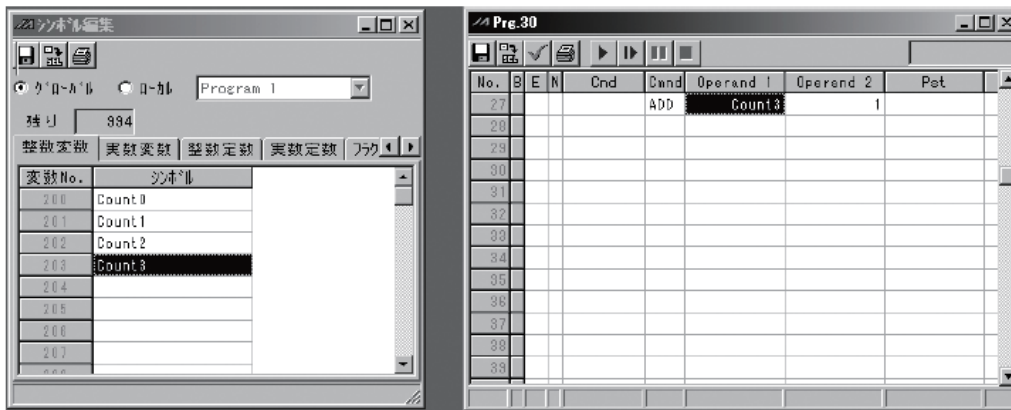 シンボル編集
グローバル ローカル Program 1
残り 994
整数変数 実数変数 整数定数 実数定数 フラグ
変数No. シンボル
200 Count0
201 Count1
202 Count2
203 Count3
204
205
206
207
Prg.30
No. B E N Cnd Cmnd Operand 1 Operand 2 Pst
27 ADD Count3 1
28
29
30
31
32
33
34
35
36
37
38
39